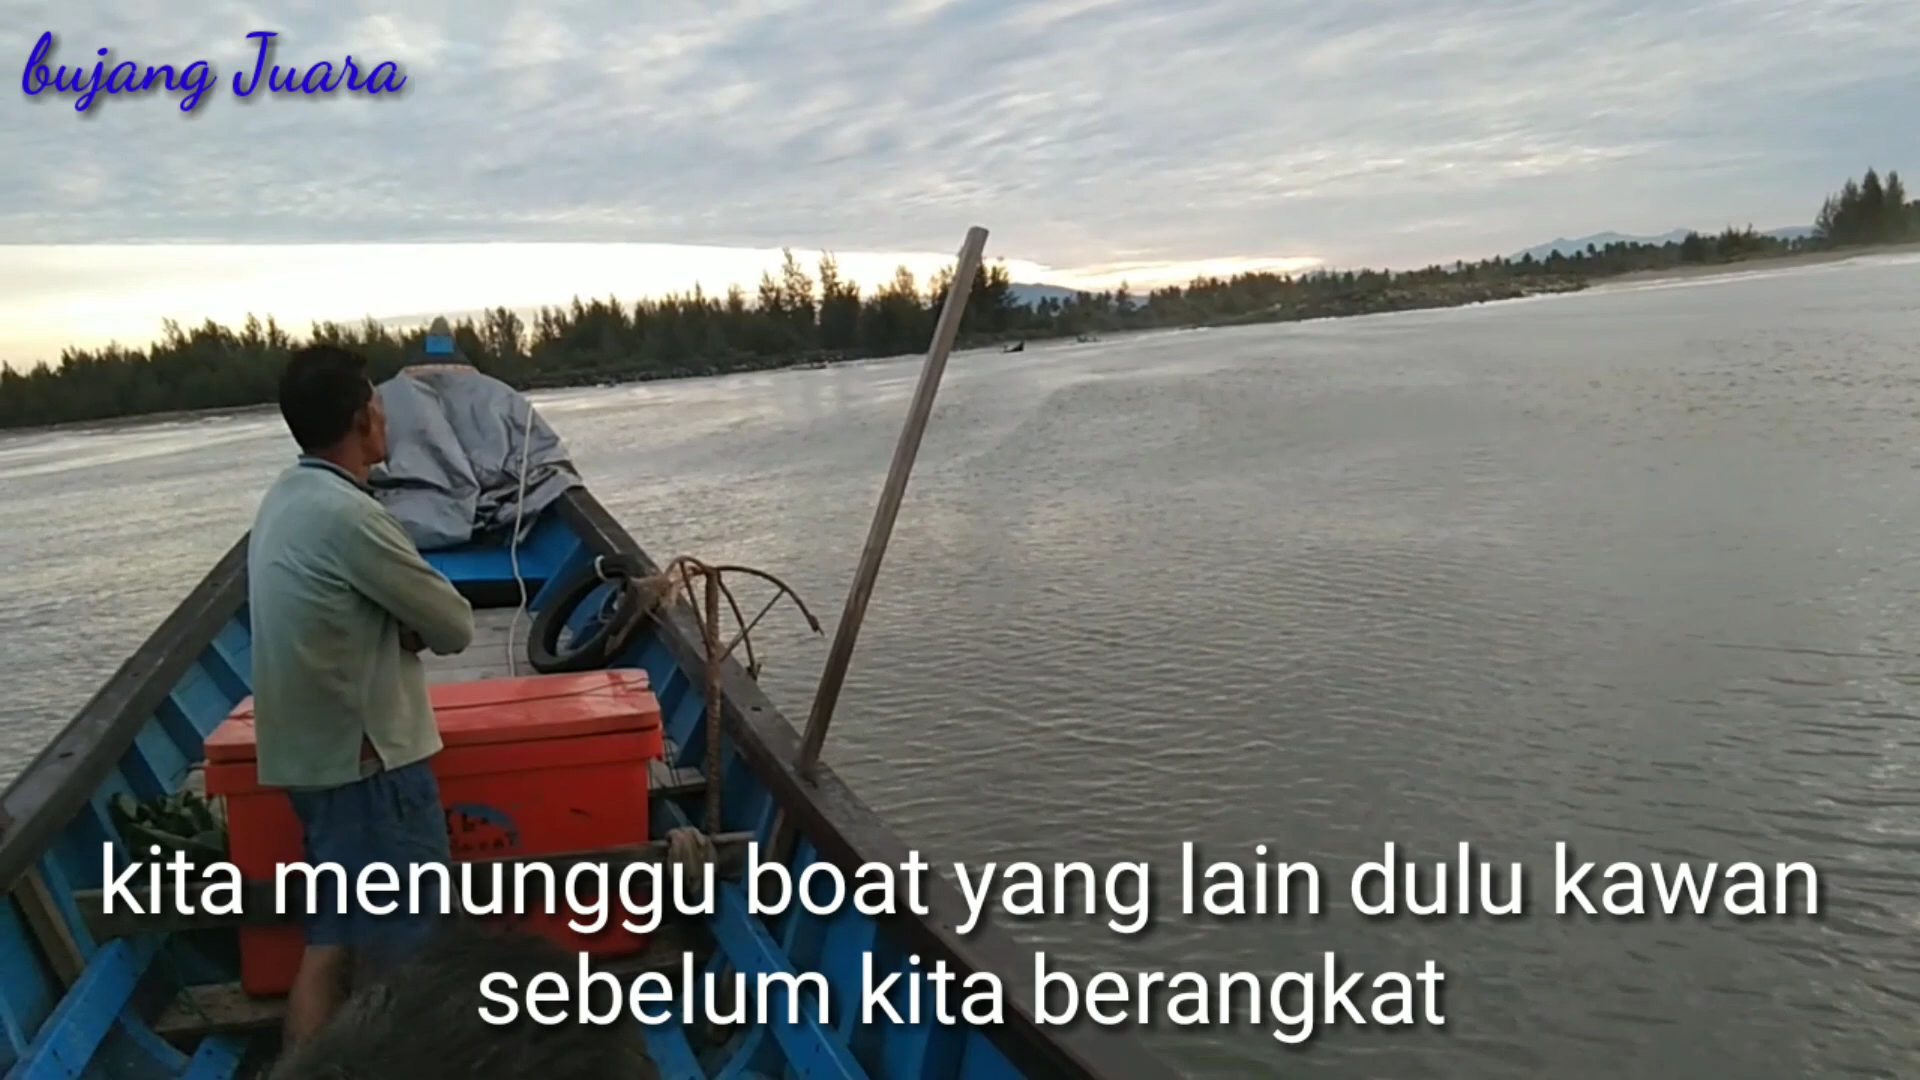 bujang Juara
kita menunggu boat yang lain dulu kawan
sebelum kita berangkat